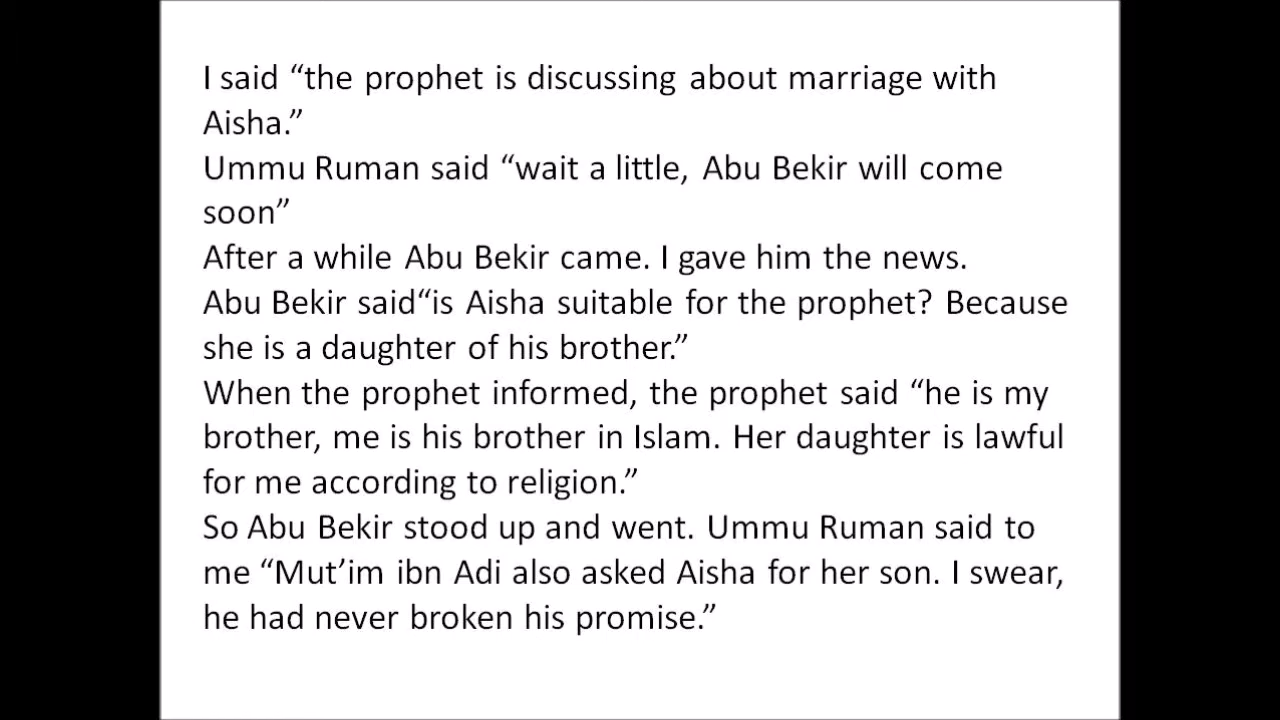 I said “the prophet is discussing about marriage with
Aisha.”
Ummu Ruman said “wait a little, Abu Bekir will come
soon”
After a while Abu Bekir came. I gave him the news.
Abu Bekir said“is Aisha suitable for the prophet? Because
she is a daughter of his brother.”
When the prophet informed, the prophet said “he is my
brother, me is his brother in Islam. Her daughter is lawful
for me according to religion.”
So Abu Bekir stood up and went. Ummu Ruman said to
me “Mut’im ibn Adi also asked Aisha for her son. I swear,
he had never broken his promise.”